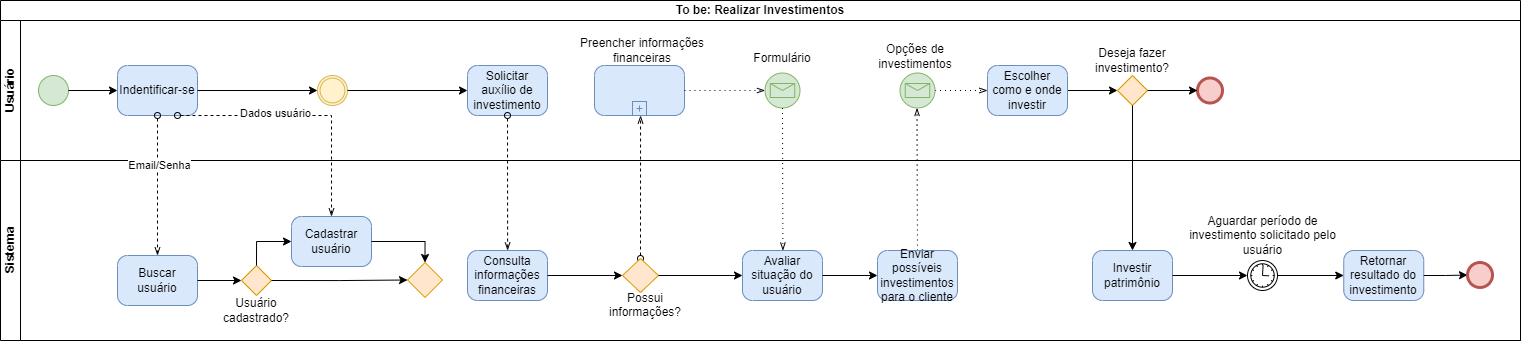 To be: Realizar Investimentos
Usuário
Indentificar-se
Dados usuário
Solicitar
auxílio de
investimento
Preencher informações
financeiras
Formulário
Opções de
investimentos
Escolher
como e onde
investir
Deseja fazer
investimento?
Sistema
Email/Senha
Buscar
usuário
Usuário
cadastrado?
Cadastrar
usuário
Consulta
informações
financeiras
Possui
informações?
Avaliar
situação do
usuário
Enviar
possíveis
investimentos
para o cliente
Investir
patrimônio
Aguardar período de
investimento solicitado pelo
usuário
Retornar
resultado do
investimento